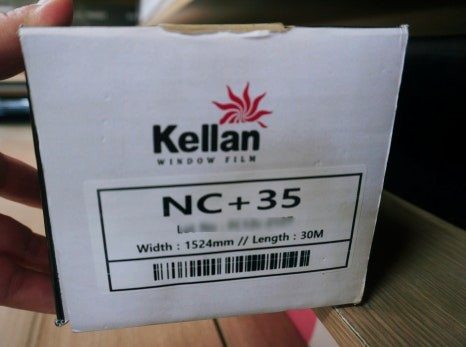 Kellan
WINDOW FILM
NC+35
Width : 1524mm // Length : 30M